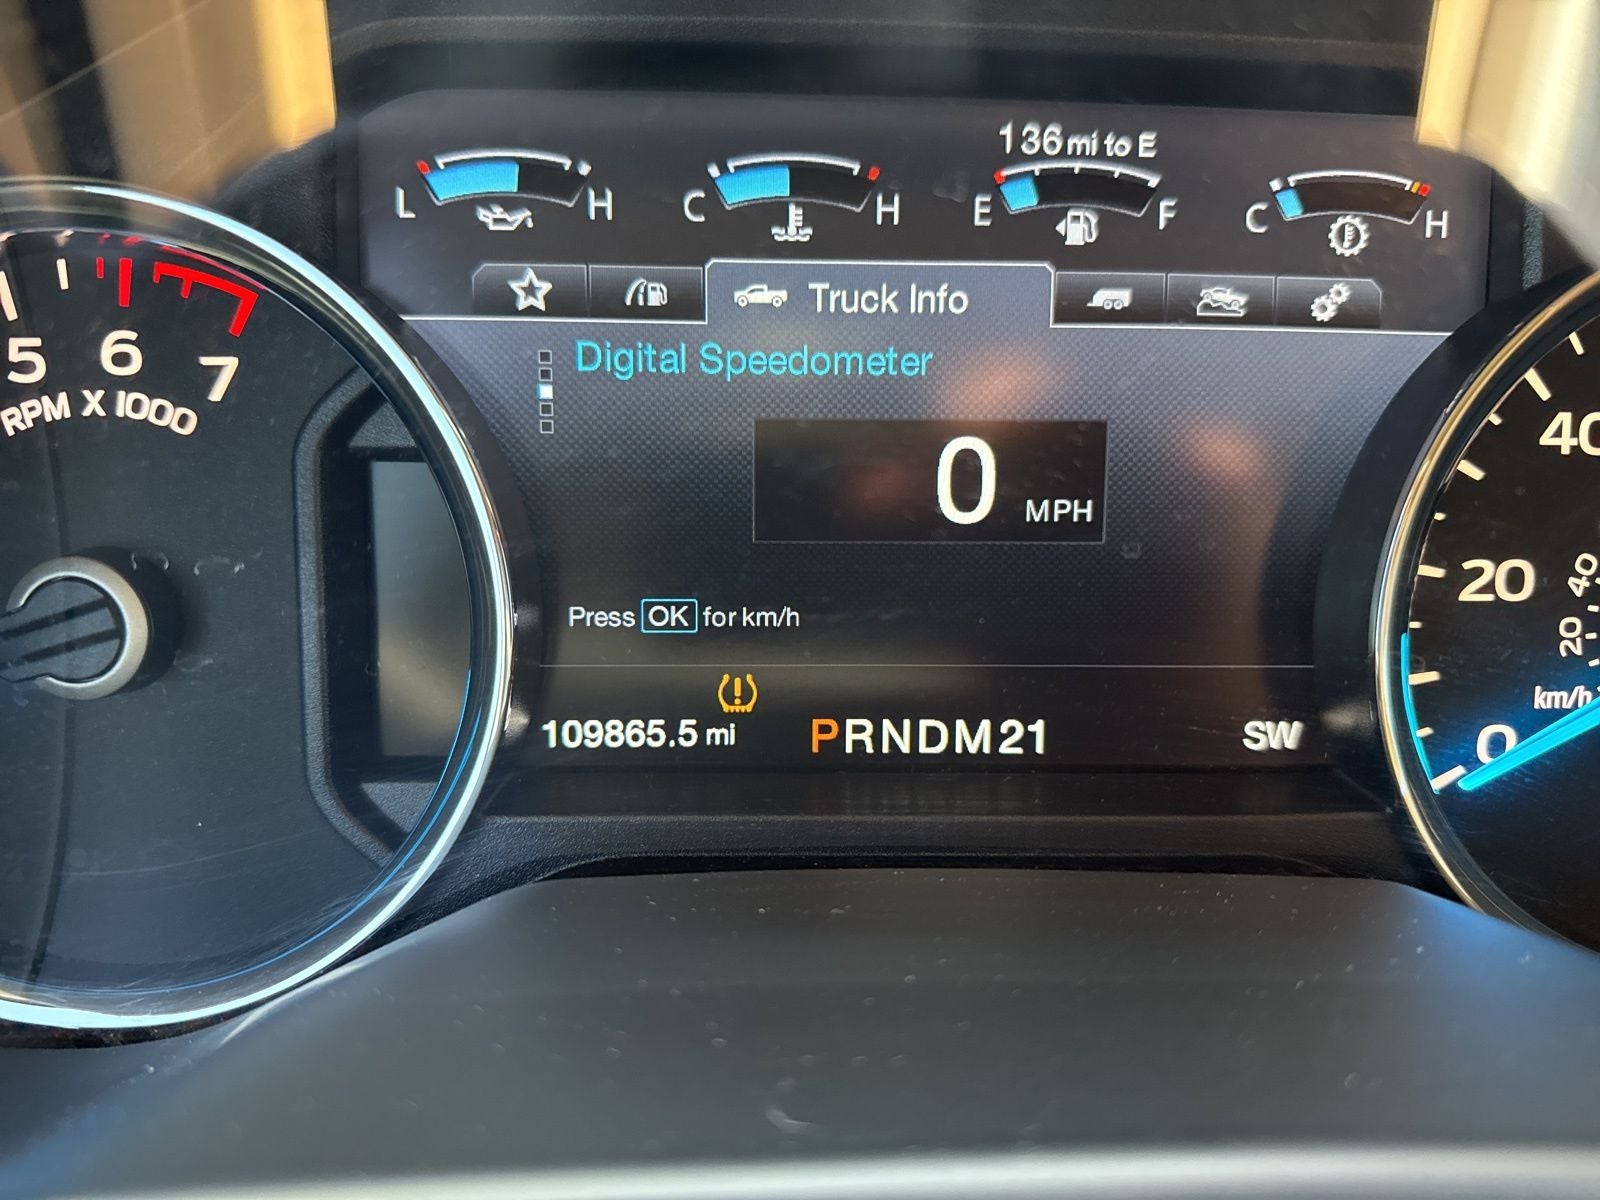 136 mi to E
L H C H E F C H
Truck Info
Digital Speedometer
0 MPH
Press OK for km/h
109865.5 mi PRNDM21 SW
5 6 7
RPM X 1000
40
20
0
40
20
km/h